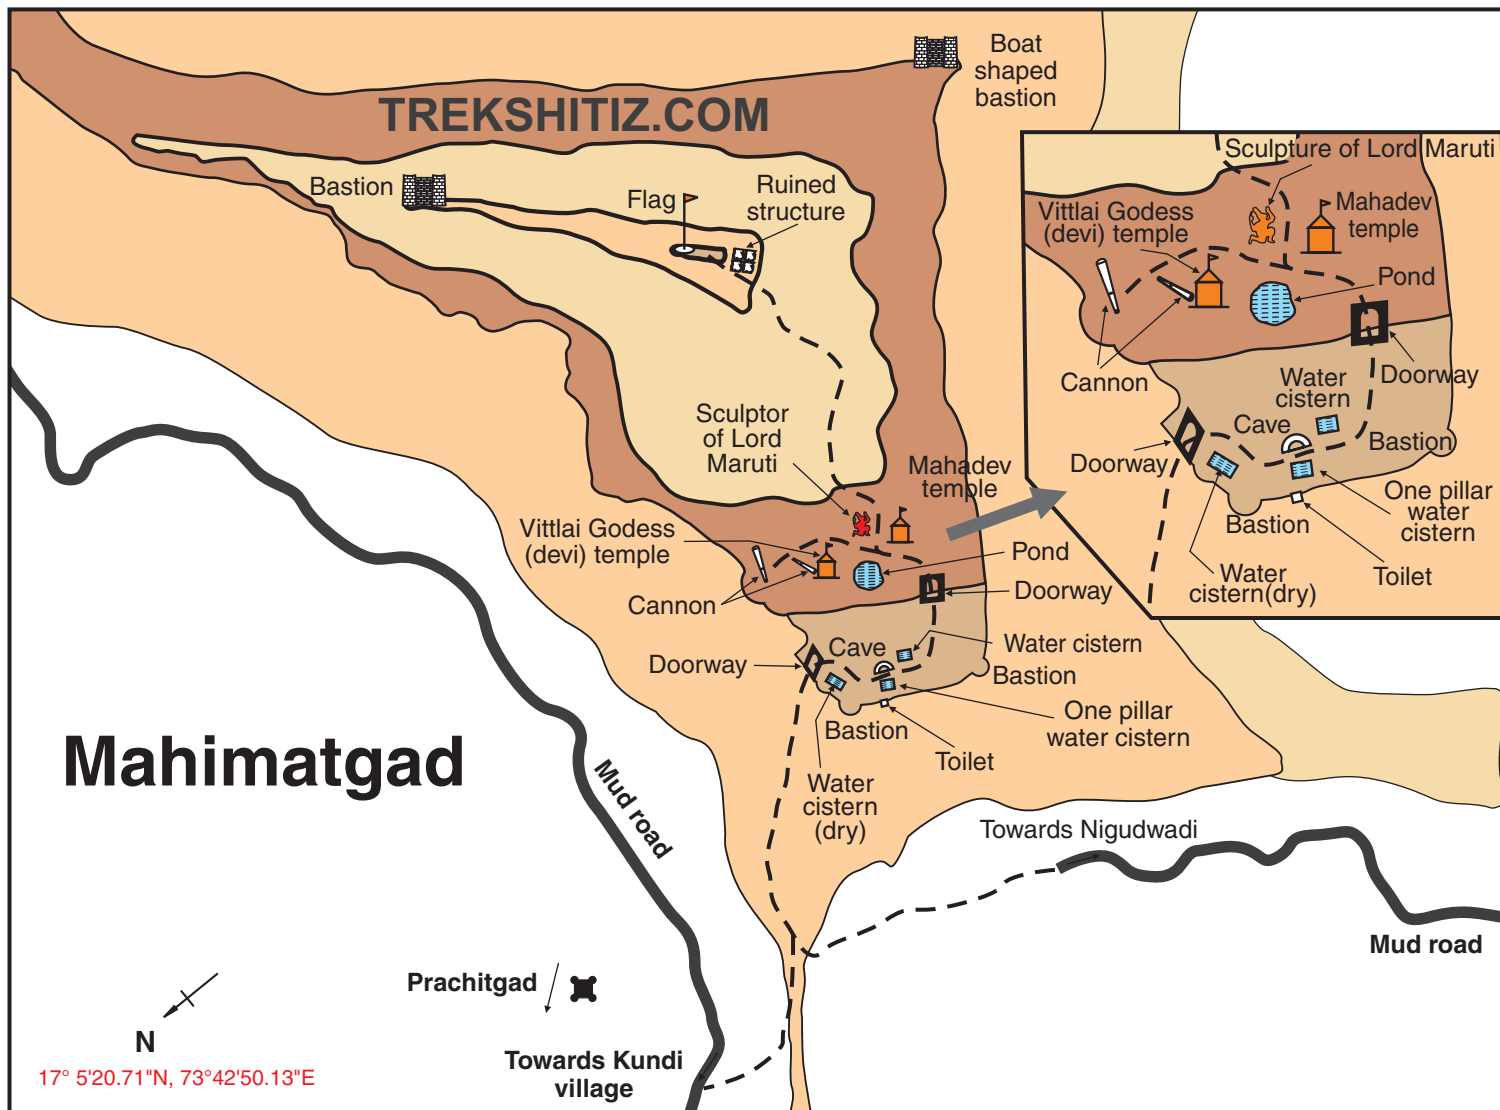 Boat
shaped
bastion
TREKSHITIZ.COM
Bastion
Flag
Ruined
structure
Sculptor
of Lord
Maruti
Mahadev
temple
Vittlai Godess
(devi) temple
Pond
Cannon
Doorway
Cave
Water cistern
Doorway
Bastion
One pillar
water cistern
Bastion
Toilet
Water
cistern
(dry)
Sculpture of Lord Maruti
Vittlai Godess
(devi) temple
Mahadev
temple
Pond
Cannon
Doorway
Water
cistern
Cave
Bastion
Doorway
One pillar
water
cistern
Bastion
Toilet
Water
cistern(dry)
Mahimatgad
Mud road
Towards Nigudwadi
Mud road
Prachitgad
N
17° 5'20.71"N, 73°42'50.13"E
Towards Kundi
village